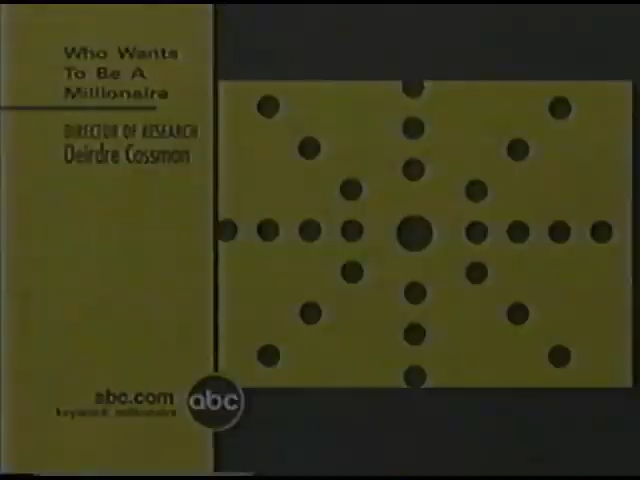 Who Wants
To Be A
Millionaire
DIRECTOR OF RESEARCH
Deirdre Cossman
abc.com
keyword: millionaire
abc